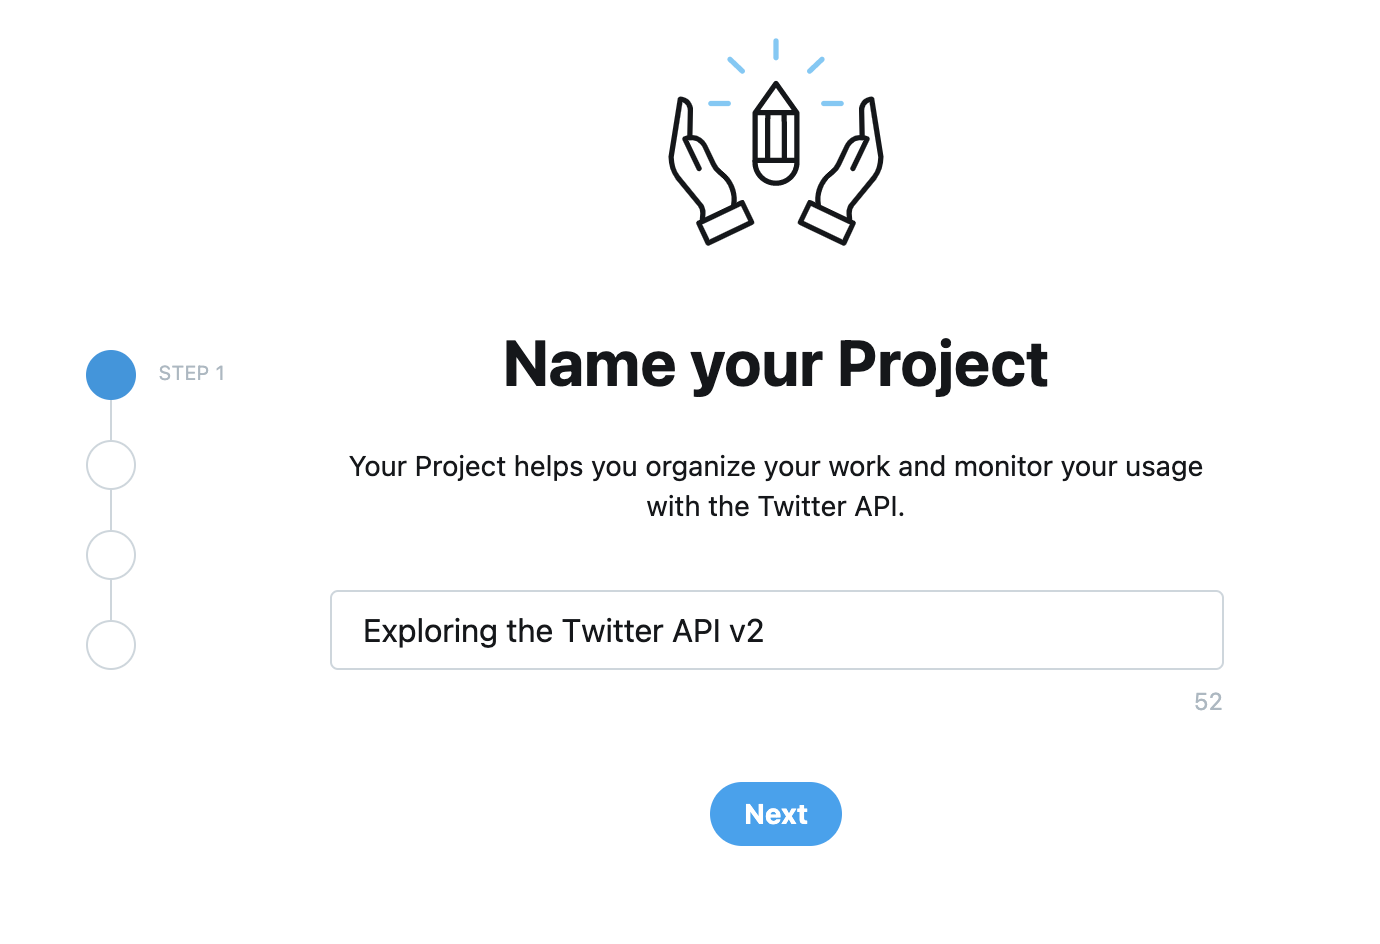 STEP 1
Name your Project
Your Project helps you organize your work and monitor your usage
with the Twitter API.
Exploring the Twitter API v2
52
Next